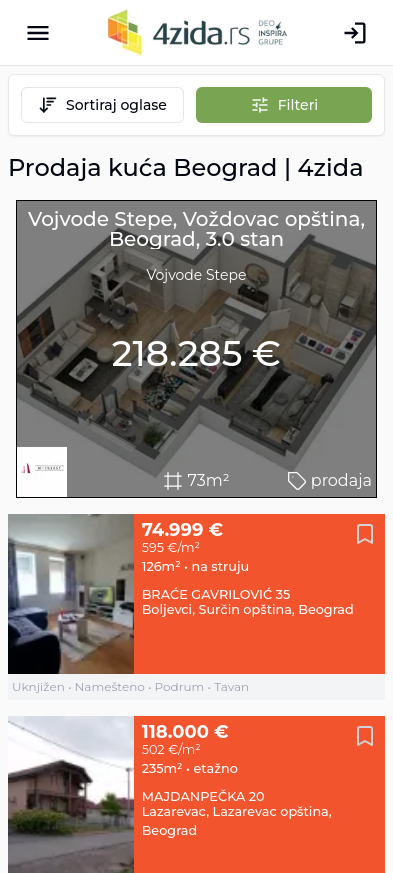 4zida.rs DEO INSPIRA GRUPE
Sortiraj oglase
Filteri
Prodaja kuća Beograd | 4zida
Vojvode Stepe, Voždovac opština,
Beograd, 3.0 stan
Vojvode Stepe
218.285 €
73m²
prodaja
74.999 €
595 €/m²
126m² • na struju
BRAĆE GAVRILOVIĆ 35
Boljevci, Surčin opština, Beograd
Uknjižen • Namešteno • Podrum • Tavan
118.000 €
502 €/m²
235m² • etažno
MAJDANPEČKA 20
Lazarevac, Lazarevac opština,
Beograd